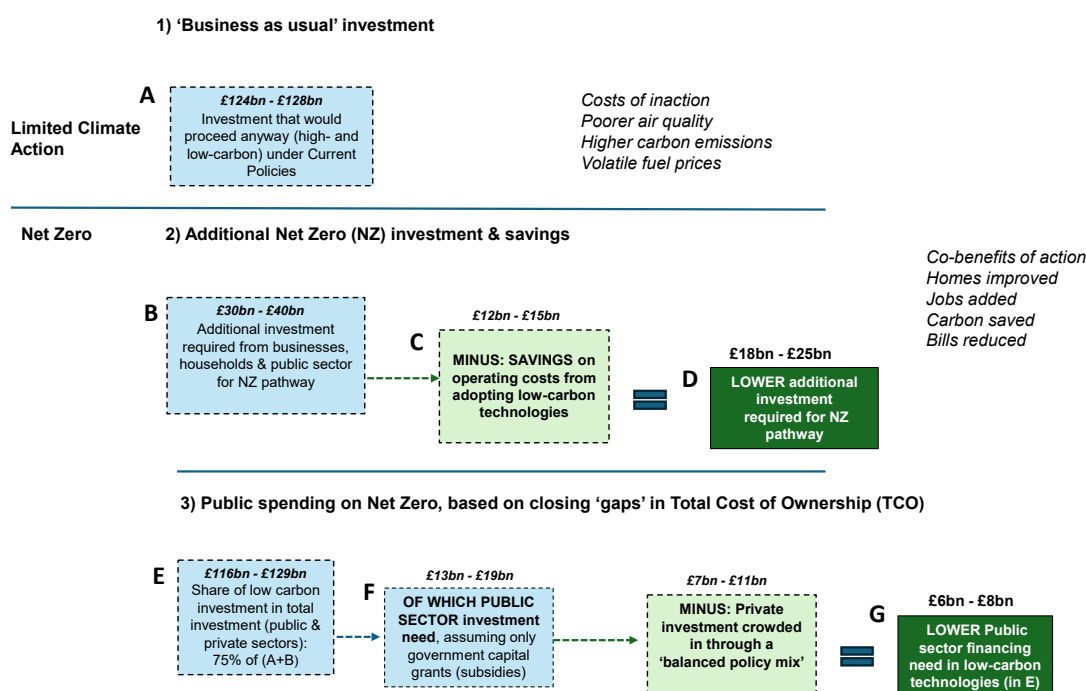 1) ‘Business as usual’ investment
A
£124bn - £128bn
Investment that would
proceed anyway (high- and
low-carbon) under Current
Policies
Costs of inaction
Poorer air quality
Higher carbon emissions
Volatile fuel prices
Limited Climate
Action
Net Zero
2) Additional Net Zero (NZ) investment & savings
Co-benefits of action
Homes improved
Jobs added
Carbon saved
Bills reduced
B
£30bn - £40bn
Additional investment
required from businesses,
households & public sector
for NZ pathway
£12bn - £15bn
C
MINUS: SAVINGS on
operating costs from
adopting low-carbon
technologies
£18bn - £25bn
D
LOWER additional
investment
required for NZ
pathway
3) Public spending on Net Zero, based on closing ‘gaps’ in Total Cost of Ownership (TCO)
E
£116bn - £129bn
Share of low carbon
investment in total
investment (public &
private sectors):
75% of (A+B)
£13bn - £19bn
F
OF WHICH PUBLIC
SECTOR investment
need, assuming only
government capital
grants (subsidies)
£7bn - £11bn
MINUS: Private
investment crowded
in through a
‘balanced policy mix’
£6bn - £8bn
G
LOWER Public
sector financing
need in low-carbon
technologies (in E)